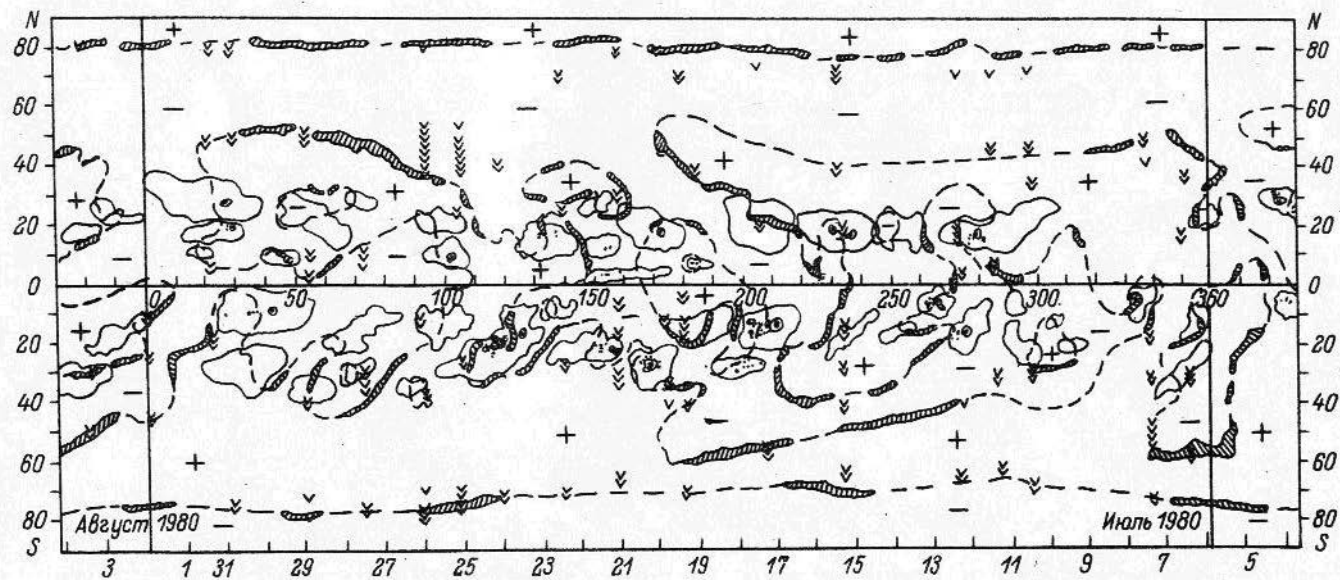 N + + + + N
80 80
60 − − − − 60
40 + + + + + 40
20 + + − − − − 20
0 − − + − 0
0 50 100 150 200 250 300 360
20 + + − 20
40 − + − + − − 40
60 + + + + 60
80 Август 1980 − − Июль 1980 − 80
S S
3 1 31 29 27 25 23 21 19 17 15 13 11 9 7 5